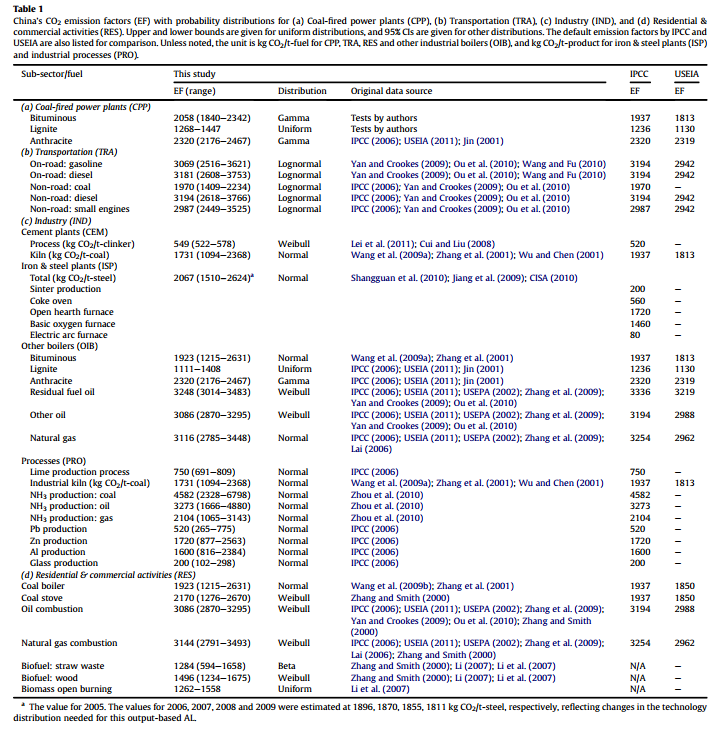 Table 1
China's CO2 emission factors (EF) with probability distributions for (a) Coal-fired power plants (CPP), (b) Transportation (TRA), (c) Industry (IND), and (d) Residential &
commercial activities (RES). Upper and lower bounds are given for uniform distributions, and 95% CIs are given for other distributions. The default emission factors by IPCC and
USEIA are also listed for comparison. Unless noted, the unit is kg CO2/t-fuel for CPP, TRA, RES and other industrial boilers (OIB), and kg CO2/t-product for iron & steel plants (ISP)
and industrial processes (PRO).
Sub-sector/fuel This study IPCC USEIA
EF (range) Distribution Original data source EF EF
(a) Coal-fired power plants (CPP)
Bituminous 2058 (1840–2342) Gamma Tests by authors 1937 1813
Lignite 1268–1447 Uniform Tests by authors 1236 1130
Anthracite 2320 (2176–2467) Gamma IPCC (2006); USEIA (2011); Jin (2001) 2320 2319
(b) Transportation (TRA)
On-road: gasoline 3069 (2516–3621) Lognormal Yan and Crookes (2009); Ou et al. (2010); Wang and Fu (2010) 3194 2942
On-road: diesel 3181 (2608–3753) Lognormal Yan and Crookes (2009); Ou et al. (2010); Wang and Fu (2010) 3194 2942
Non-road: coal 1970 (1409–2234) Lognormal IPCC (2006); Yan and Crookes (2009); Ou et al. (2010) 1970 –
Non-road: diesel 3194 (2618–3766) Lognormal IPCC (2006); Yan and Crookes (2009); Ou et al. (2010) 3194 2942
Non-road: small engines 2987 (2449–3525) Lognormal IPCC (2006); Yan and Crookes (2009); Ou et al. (2010) 2987 2942
(c) Industry (IND)
Cement plants (CEM)
Process (kg CO2/t-clinker) 549 (522–578) Weibull Lei et al. (2011); Cui and Liu (2008) 520 –
Kiln (kg CO2/t-coal) 1731 (1094–2368) Normal Wang et al. (2009a); Zhang et al. (2001); Wu and Chen (2001) 1937 1813
Iron & steel plants (ISP)
Total (kg CO2/t-steel) 2067 (1510–2624)a Normal Shangguan et al. (2010); Jiang et al. (2009); CISA (2010)
Sinter production 200 –
Coke oven 560 –
Open hearth furnace 1720 –
Basic oxygen furnace 1460 –
Electric arc furnace 80 –
Other boilers (OIB)
Bituminous 1923 (1215–2631) Normal Wang et al. (2009a); Zhang et al. (2001) 1937 1813
Lignite 1111–1408 Uniform IPCC (2006); USEIA (2011); Jin (2001) 1236 1130
Anthracite 2320 (2176–2467) Gamma IPCC (2006); USEIA (2011); Jin (2001) 2320 2319
Residual fuel oil 3248 (3014–3483) Weibull IPCC (2006); USEIA (2011); USEPA (2002); Zhang et al. (2009); 3336 3219
Yan and Crookes (2009); Ou et al. (2010)
Other oil 3086 (2870–3295) Weibull IPCC (2006); USEIA (2011); USEPA (2002); Zhang et al. (2009); 3194 2988
Yan and Crookes (2009); Ou et al. (2010)
Natural gas 3116 (2785–3448) Normal IPCC (2006); USEIA (2011); USEPA (2002); Zhang et al. (2009); 3254 2962
Lai (2006)
Processes (PRO)
Lime production process 750 (691–809) Normal IPCC (2006) 750 –
Industrial kiln (kg CO2/t-coal) 1731 (1094–2368) Normal Wang et al. (2009a); Zhang et al. (2001); Wu and Chen (2001) 1937 1813
NH3 production: coal 4582 (2328–6798) Normal Zhou et al. (2010) 4582 –
NH3 production: oil 3273 (1666–4880) Normal Zhou et al. (2010) 3273 –
NH3 production: gas 2104 (1065–3143) Normal Zhou et al. (2010) 2104 –
Pb production 520 (265–775) Normal IPCC (2006) 520 –
Zn production 1720 (877–2563) Normal IPCC (2006) 1720 –
Al production 1600 (816–2384) Normal IPCC (2006) 1600 –
Glass production 200 (102–298) Normal IPCC (2006) 200 –
(d) Residential & commercial activities (RES)
Coal boiler 1923 (1215–2631) Normal Wang et al. (2009b); Zhang et al. (2001) 1937 1850
Coal stove 2170 (1276–2670) Weibull Zhang and Smith (2000) 1937 1850
Oil combustion 3086 (2870–3295) Weibull IPCC (2006); USEIA (2011); USEPA (2002); Zhang et al. (2009); 3194 2988
Yan and Crookes (2009); Ou et al. (2010); Zhang and Smith
(2000)
Natural gas combustion 3144 (2791–3493) Weibull IPCC (2006); USEIA (2011); USEPA (2002); Zhang et al. (2009); 3254 2962
Lai (2006); Zhang and Smith (2000)
Biofuel: straw waste 1284 (594–1658) Beta Zhang and Smith (2000); Li (2007); Li et al. (2007) N/A –
Biofuel: wood 1496 (1234–1675) Weibull Zhang and Smith (2000); Li (2007); Li et al. (2007) N/A –
Biomass open burning 1262–1558 Uniform Li et al. (2007) N/A –
a The value for 2005. The values for 2006, 2007, 2008 and 2009 were estimated at 1896, 1870, 1855, 1811 kg CO2/t-steel, respectively, reflecting changes in the technology
distribution needed for this output-based AL.